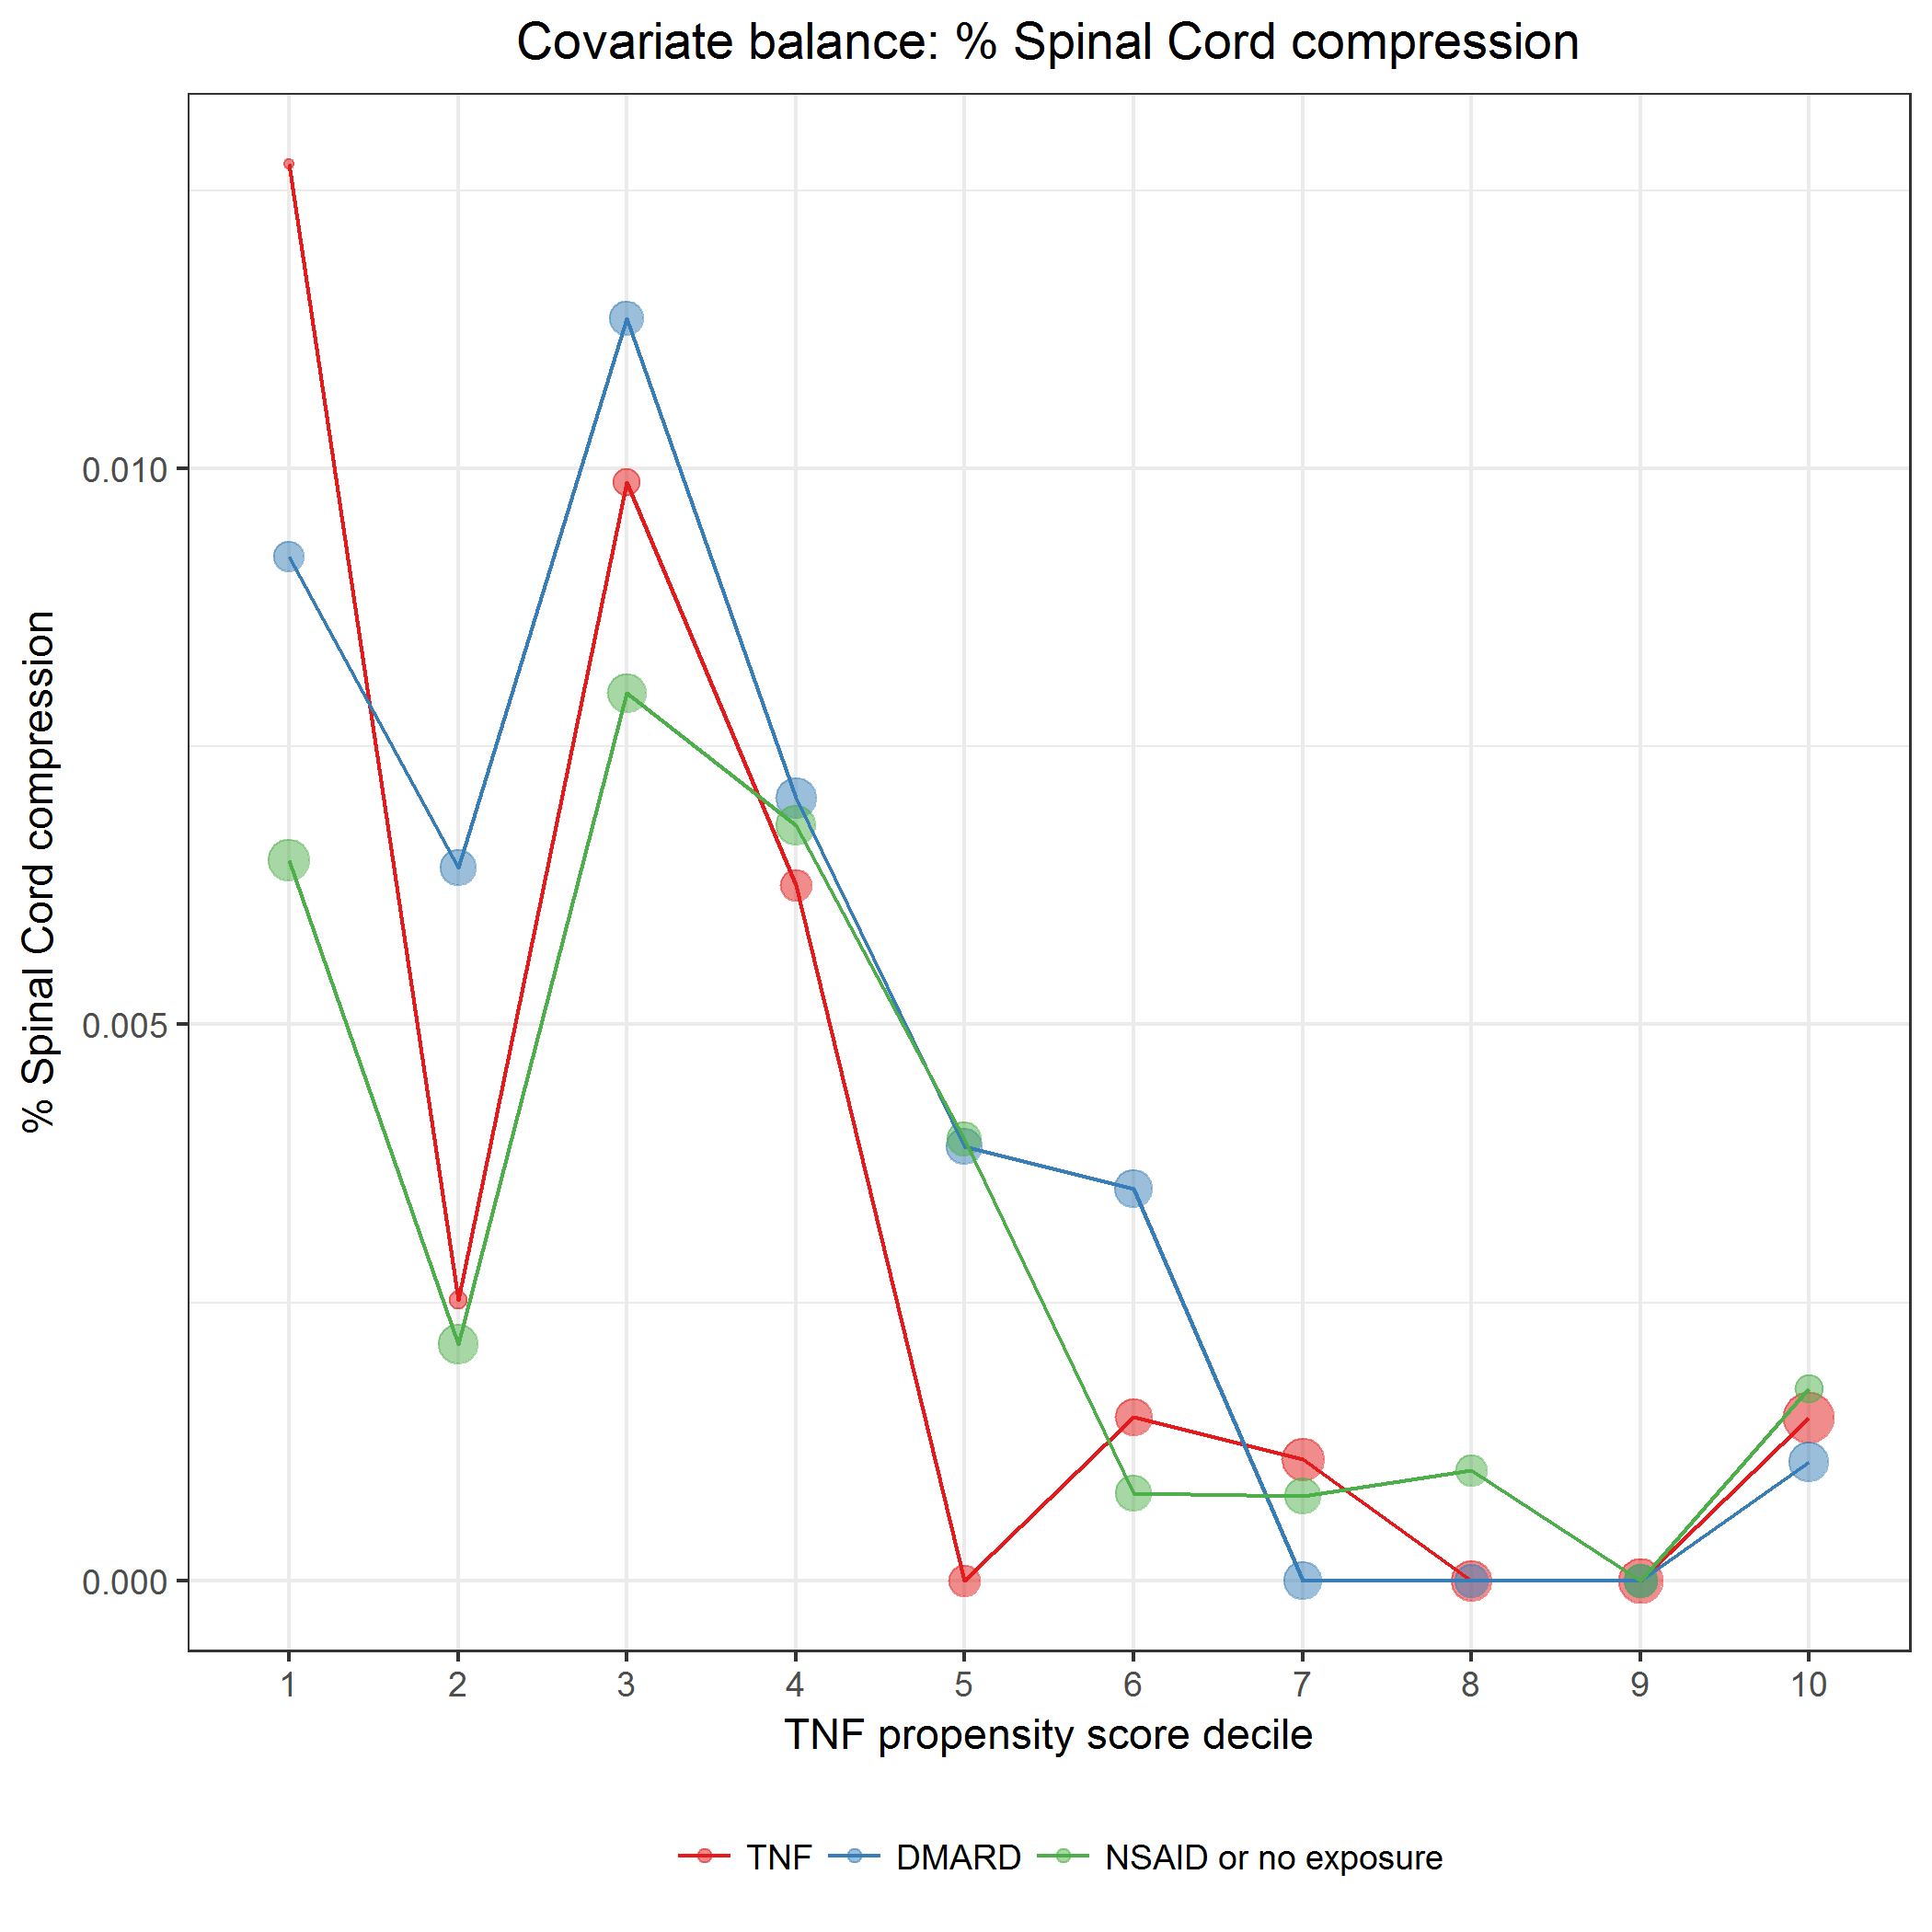 Covariate balance: % Spinal Cord compression
% Spinal Cord compression
0.010
0.005
0.000
1 2 3 4 5 6 7 8 9 10
TNF propensity score decile
TNF DMARD NSAID or no exposure